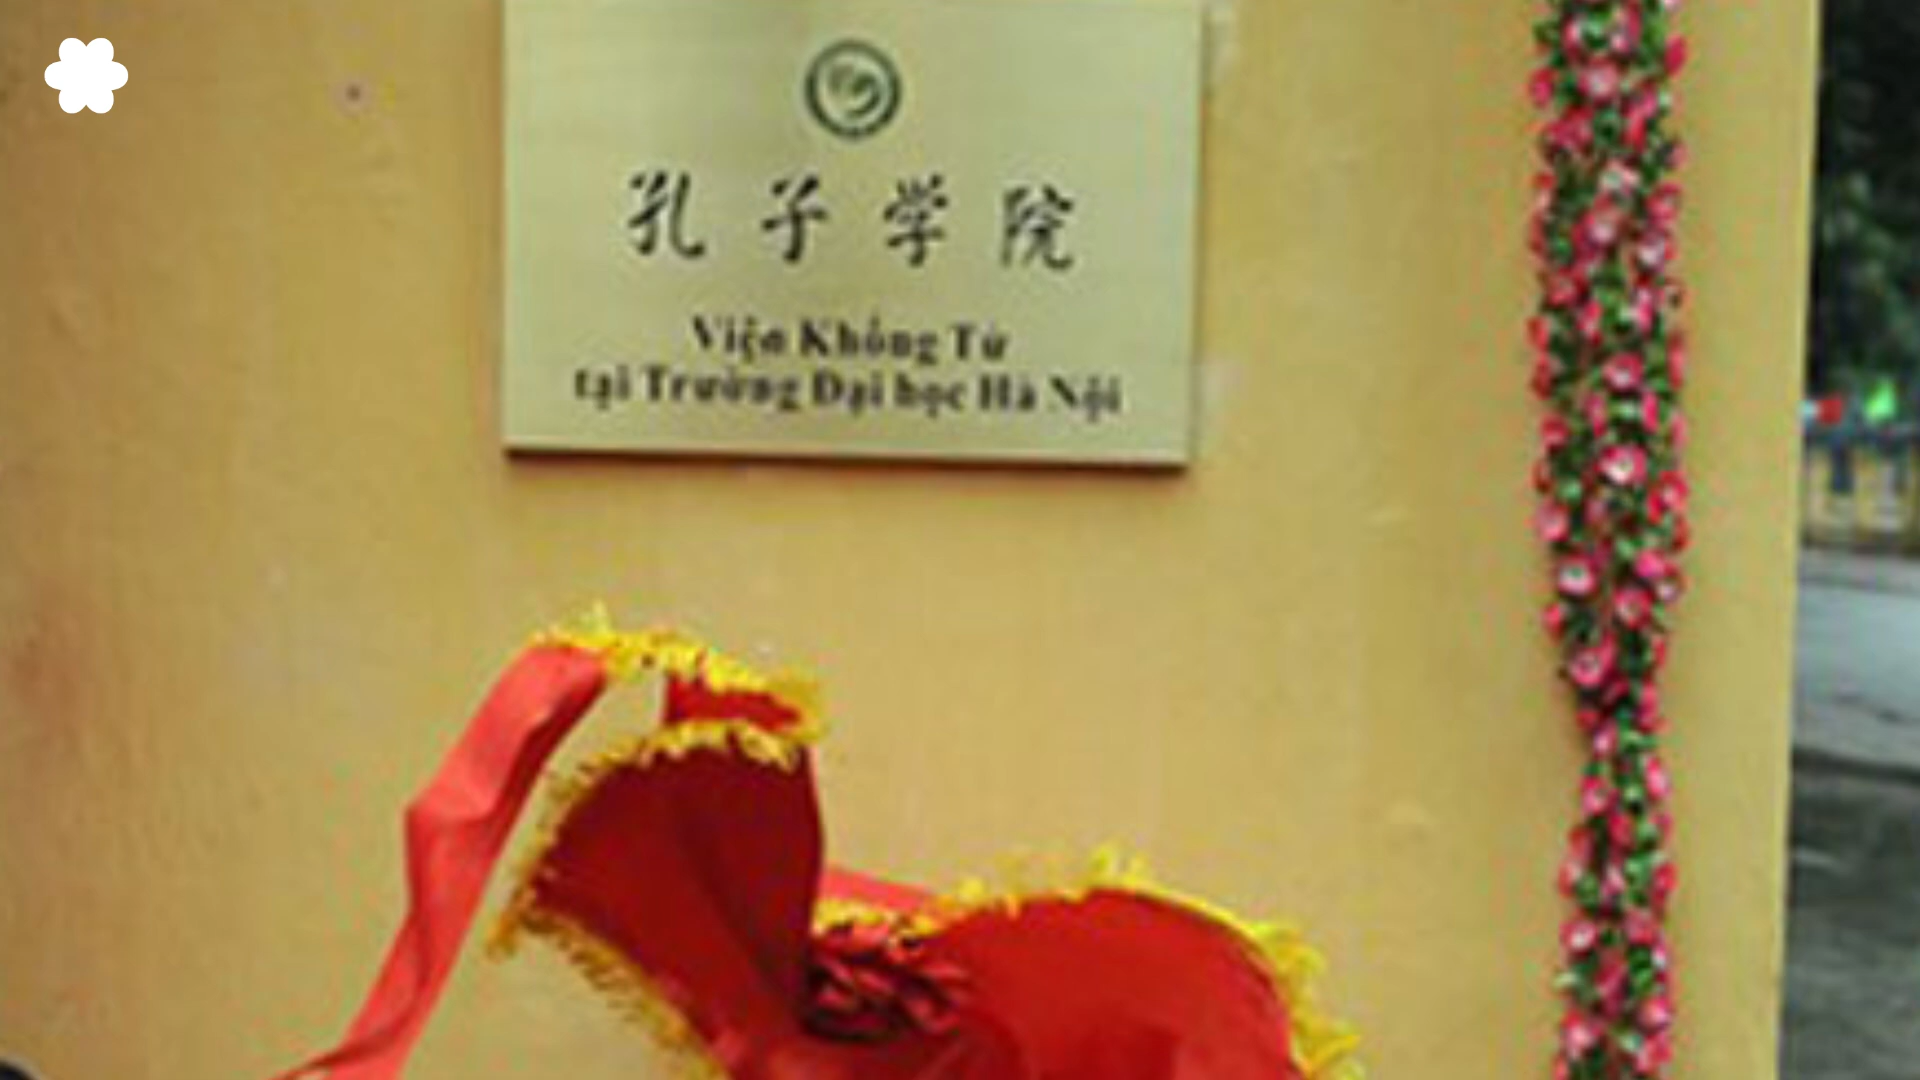 孔子学院
Viện Khổng Tử
tại Trường Đại học Hà Nội